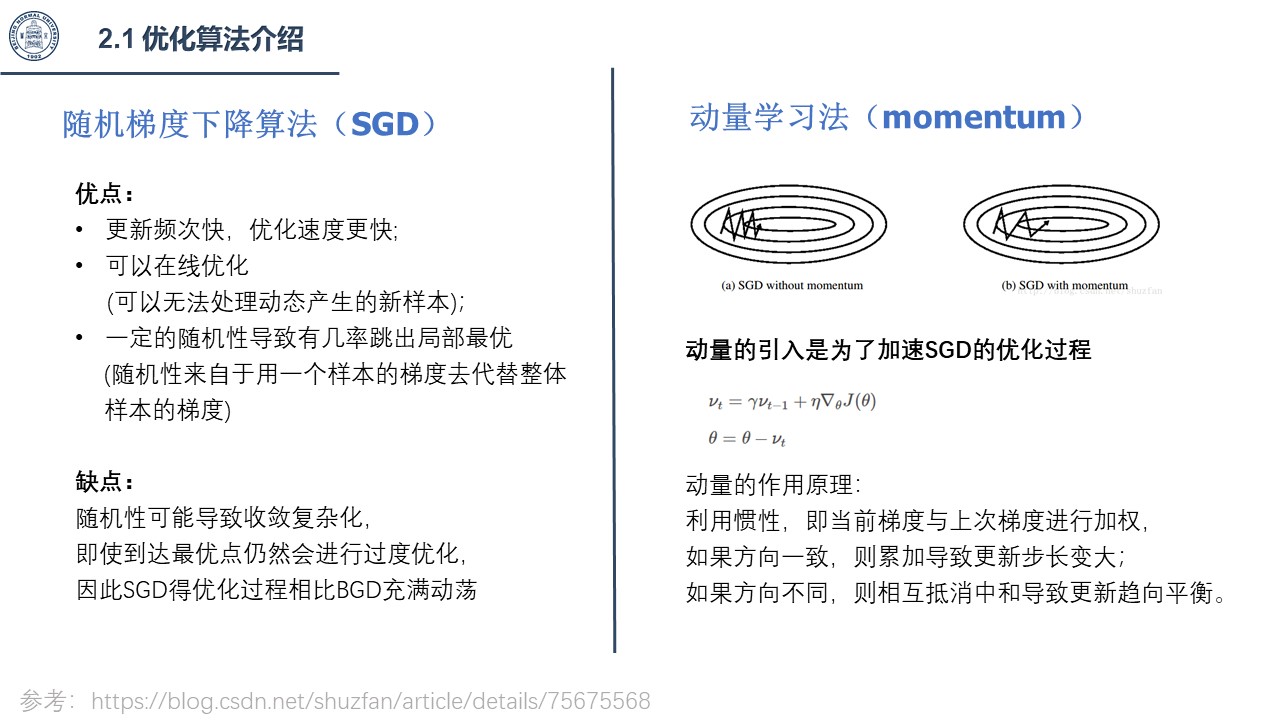 BEIJING NORMAL UNIVERSITY
1902
2.1 优化算法介绍
随机梯度下降算法（SGD）
优点：
• 更新频次快，优化速度更快;
• 可以在线优化
(可以无法处理动态产生的新样本)；
• 一定的随机性导致有几率跳出局部最优
(随机性来自于用一个样本的梯度去代替整体
样本的梯度)
缺点：
随机性可能导致收敛复杂化，
即使到达最优点仍然会进行过度优化，
因此SGD得优化过程相比BGD充满动荡
动量学习法（momentum）
(a) SGD without momentum
(b) SGD with momentum
shuzfan
动量的引入是为了加速SGD的优化过程
νₜ = γνₜ₋₁ + η∇_θJ(θ)
θ = θ − νₜ
动量的作用原理：
利用惯性，即当前梯度与上次梯度进行加权，
如果方向一致，则累加导致更新步长变大；
如果方向不同，则相互抵消中和导致更新趋向平衡。
参考：https://blog.csdn.net/shuzfan/article/details/75675568